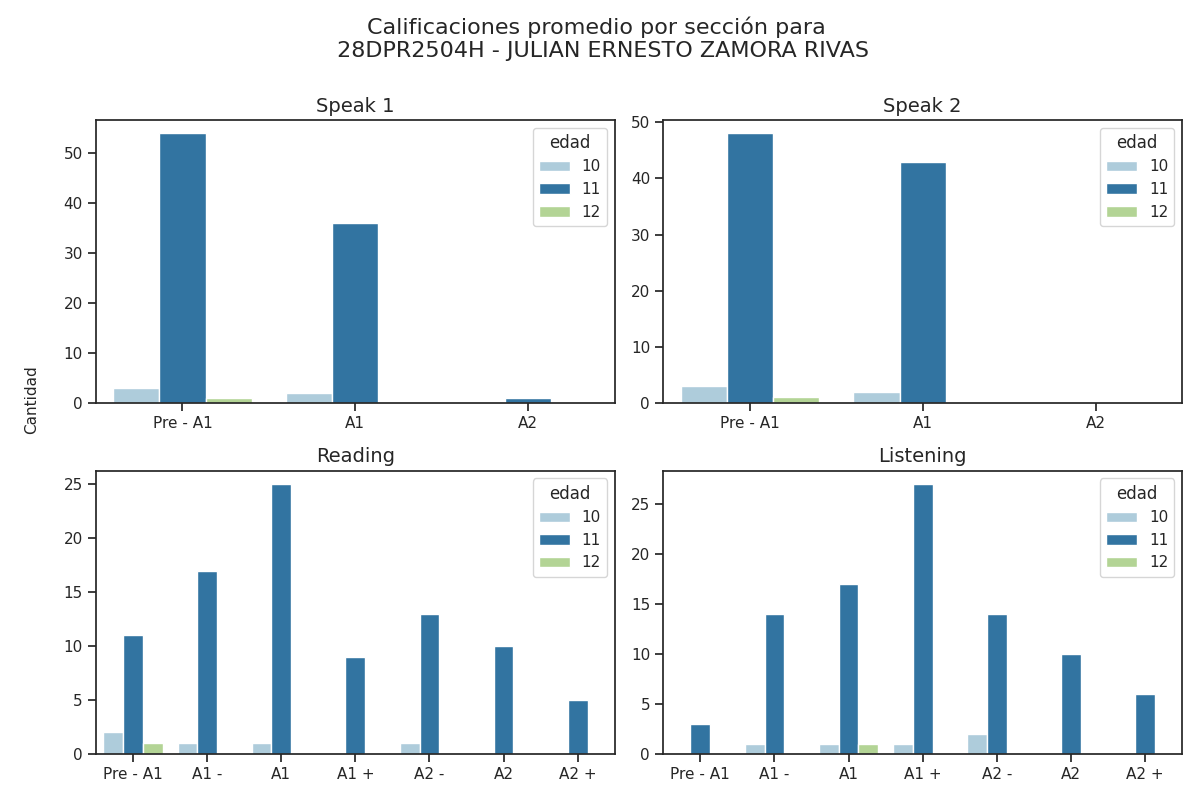 Calificaciones promedio por sección para
28DPR2504H - JULIAN ERNESTO ZAMORA RIVAS
Cantidad
Speak 1
50
40
30
20
10
0
Pre - A1 A1 A2
edad
10
11
12
Speak 2
50
40
30
20
10
0
Pre - A1 A1 A2
edad
10
11
12
Reading
25
20
15
10
5
0
Pre - A1 A1 - A1 A1 + A2 - A2 A2 +
edad
10
11
12
Listening
25
20
15
10
5
0
Pre - A1 A1 - A1 A1 + A2 - A2 A2 +
edad
10
11
12